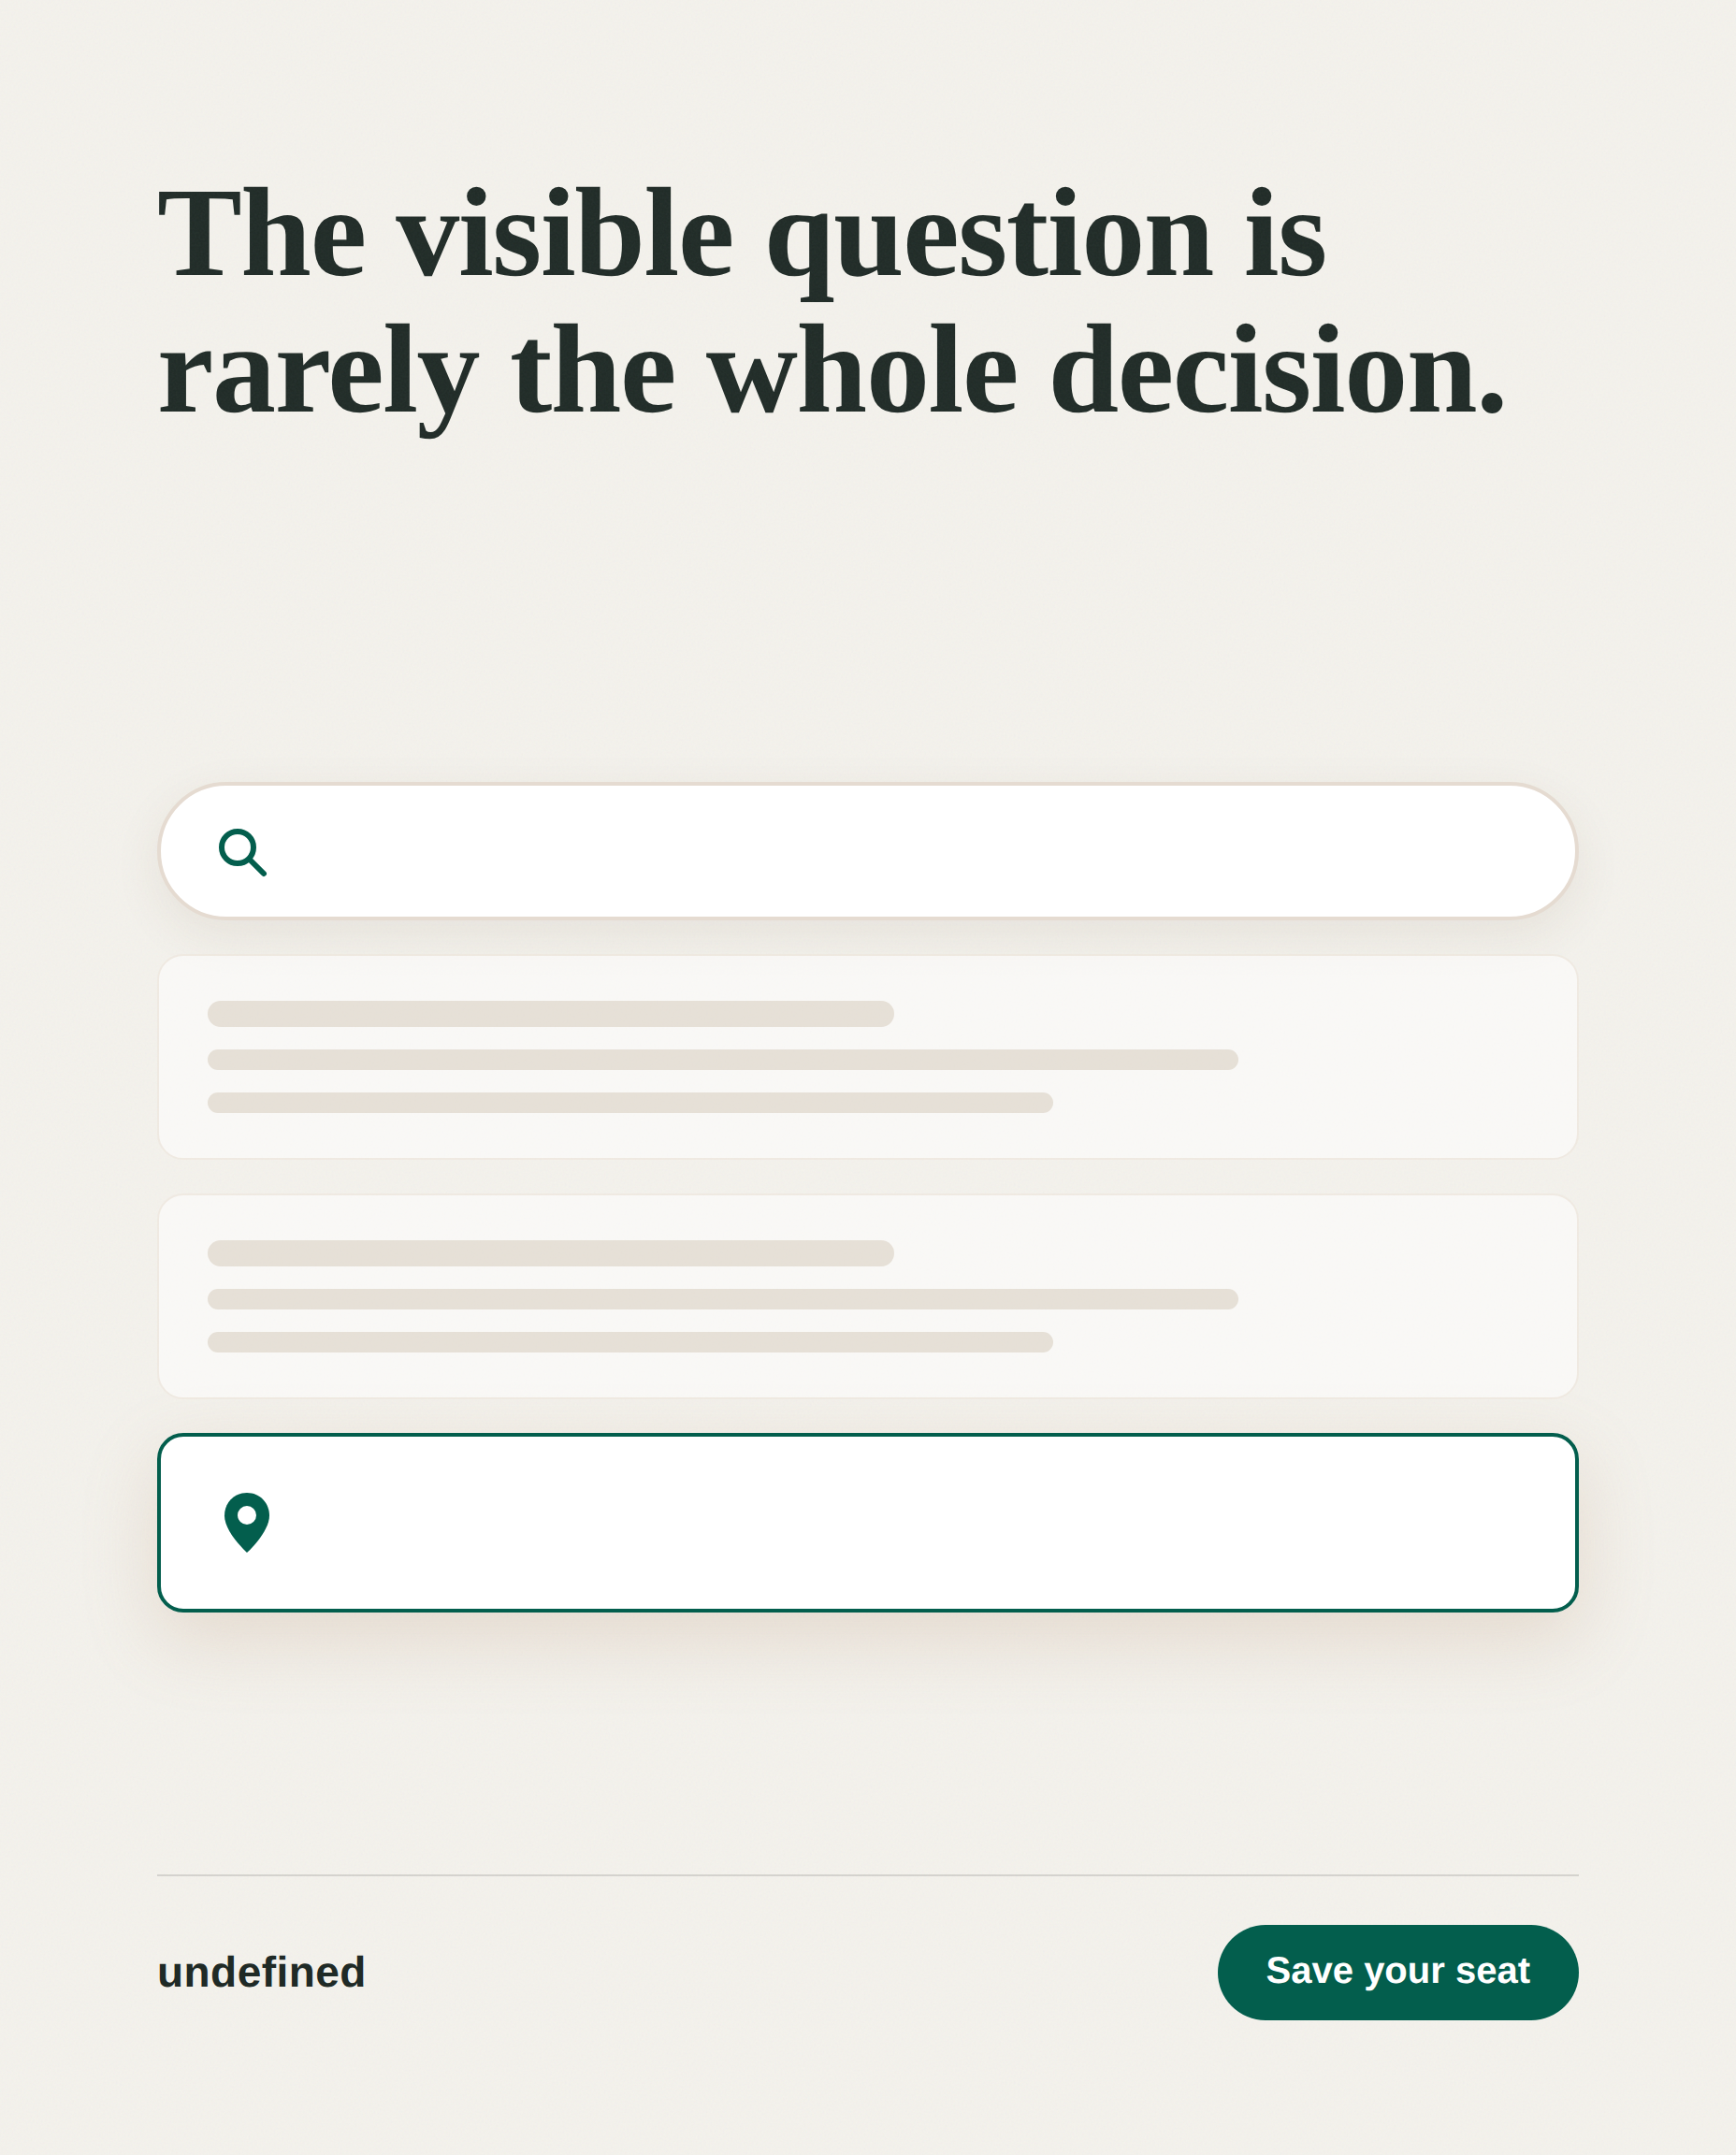 The visible question is
rarely the whole decision.
undefined
Save your seat